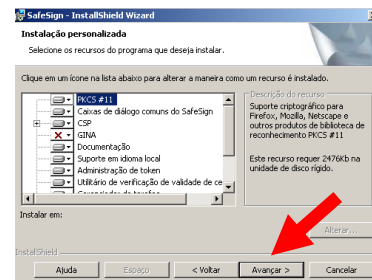 SafeSign - InstallShield Wizard
Instalação personalizada
Selecione os recursos do programa que deseja instalar.
Clique em um ícone na lista abaixo para alterar a maneira como um recurso é instalado.
PKCS #11
Caixas de diálogo comuns do SafeSign
CSP
GINA
Documentação
Suporte em idioma local
Administração de token
Utilitário de verificação de validade de ce
Gerenciador de tarefas
Descrição do recurso
Suporte criptográfico para
Firefox, Mozilla, Netscape e
outros produtos de biblioteca de
reconhecimento PKCS #11
Este recurso requer 2476Kb na
unidade de disco rígido.
Instalar em:
Alterar...
InstallShield
Ajuda
Espaço
< Voltar
Avançar >
Cancelar